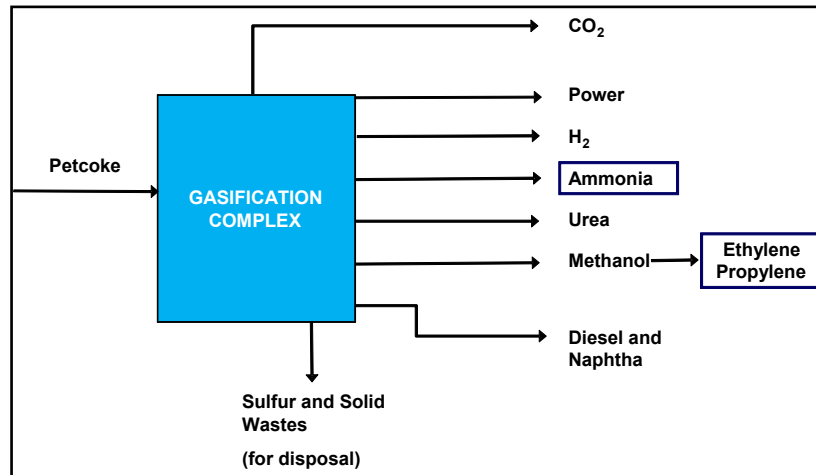 CO₂
Power
H₂
Petcoke
Ammonia
GASIFICATION
COMPLEX
Urea
Methanol
Ethylene
Propylene
Diesel and
Naphtha
Sulfur and Solid
Wastes
(for disposal)